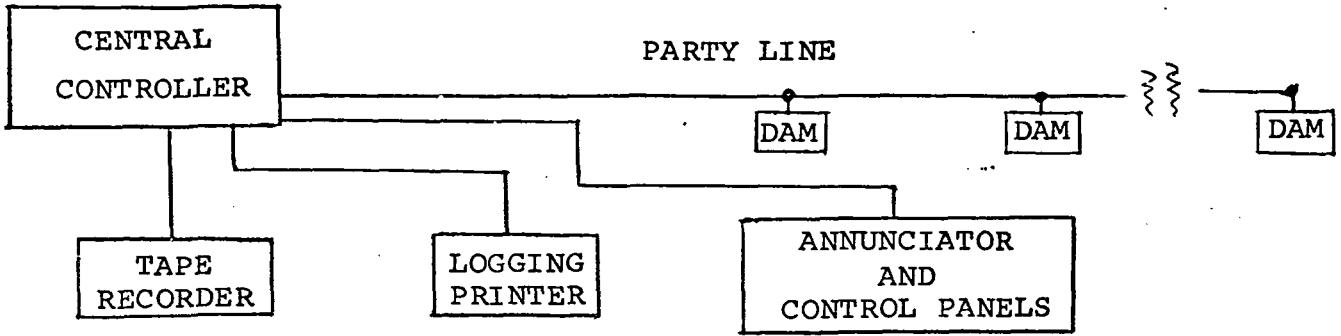 CENTRAL
CONTROLLER
PARTY LINE
DAM
DAM
DAM
TAPE
RECORDER
LOGGING
PRINTER
ANNUNCIATOR
AND
CONTROL PANELS